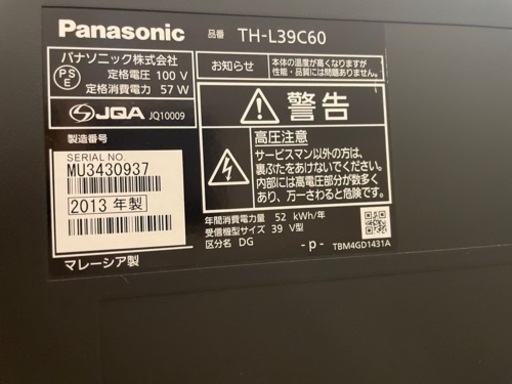 Panasonic
品番 TH-L39C60
パナソニック株式会社
定格電圧 100 V
定格消費電力 57 W
PS
E
JQA JQ10009
お知らせ
本体の温度が高くなりますが
性能・品質には問題ありません。
警告
高圧注意
サービスマン以外の方は、
裏ぶたをあけないでください。
内部には高電圧部分が数多く
あり、万一さわると危険です。
製造番号
SERIAL NO.
MU3430937
2013 年製
マレーシア製
年間消費電力量 52 kWh/年
受信機型サイズ 39 V型
区分名 DG
- p -
TBM4GD1431A